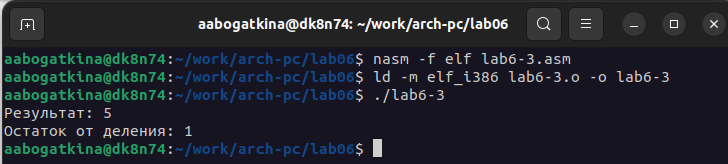 aabogatkina@dk8n74: ~/work/arch-pc/lab06
aabogatkina@dk8n74:~/work/arch-pc/lab06$ nasm -f elf lab6-3.asm
aabogatkina@dk8n74:~/work/arch-pc/lab06$ ld -m elf_i386 lab6-3.o -o lab6-3
aabogatkina@dk8n74:~/work/arch-pc/lab06$ ./lab6-3
Результат: 5
Остаток от деления: 1
aabogatkina@dk8n74:~/work/arch-pc/lab06$